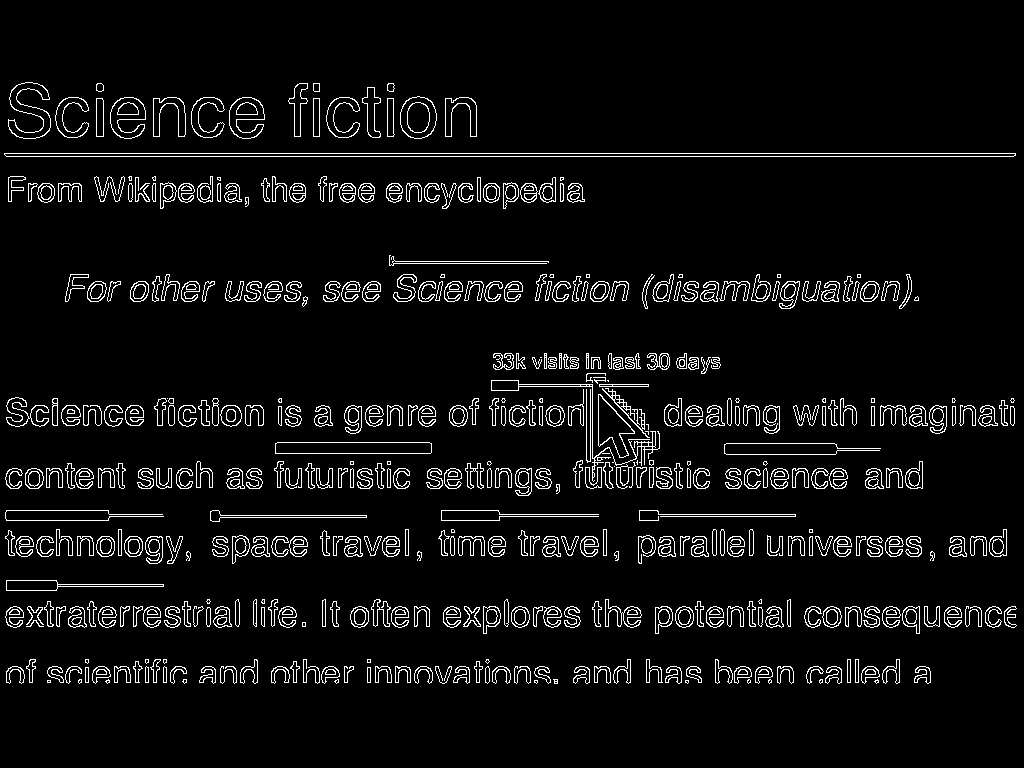 Science fiction
From Wikipedia, the free encyclopedia
For other uses, see Science fiction (disambiguation).
33k visits in last 30 days
Science fiction is a genre of fiction dealing with imaginati
content such as futuristic settings, futuristic science and
technology, space travel, time travel, parallel universes, and
extraterrestrial life. It often explores the potential consequence
of scientific and other innovations, and has been called a